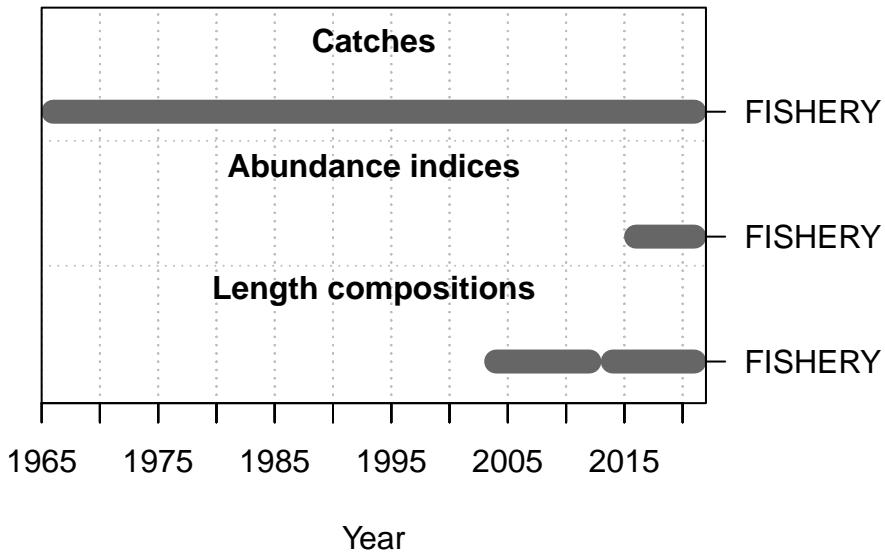 Catches
FISHERY
Abundance indices
FISHERY
Length compositions
FISHERY
1965 1975 1985 1995 2005 2015
Year